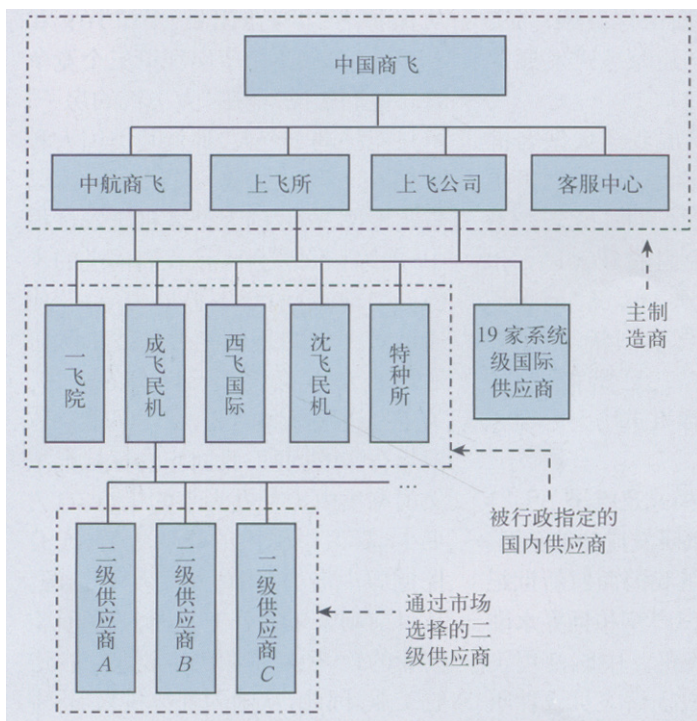 中国商飞
中航商飞
上飞所
上飞公司
客服中心
主制
造商
一飞院
成飞民机
西飞国际
沈飞民机
特种所
19 家系统
级国际
供应商
…
被行政指定的
国内供应商
二级供应商A
二级供应商B
二级供应商C
通过市场
选择的二
级供应商